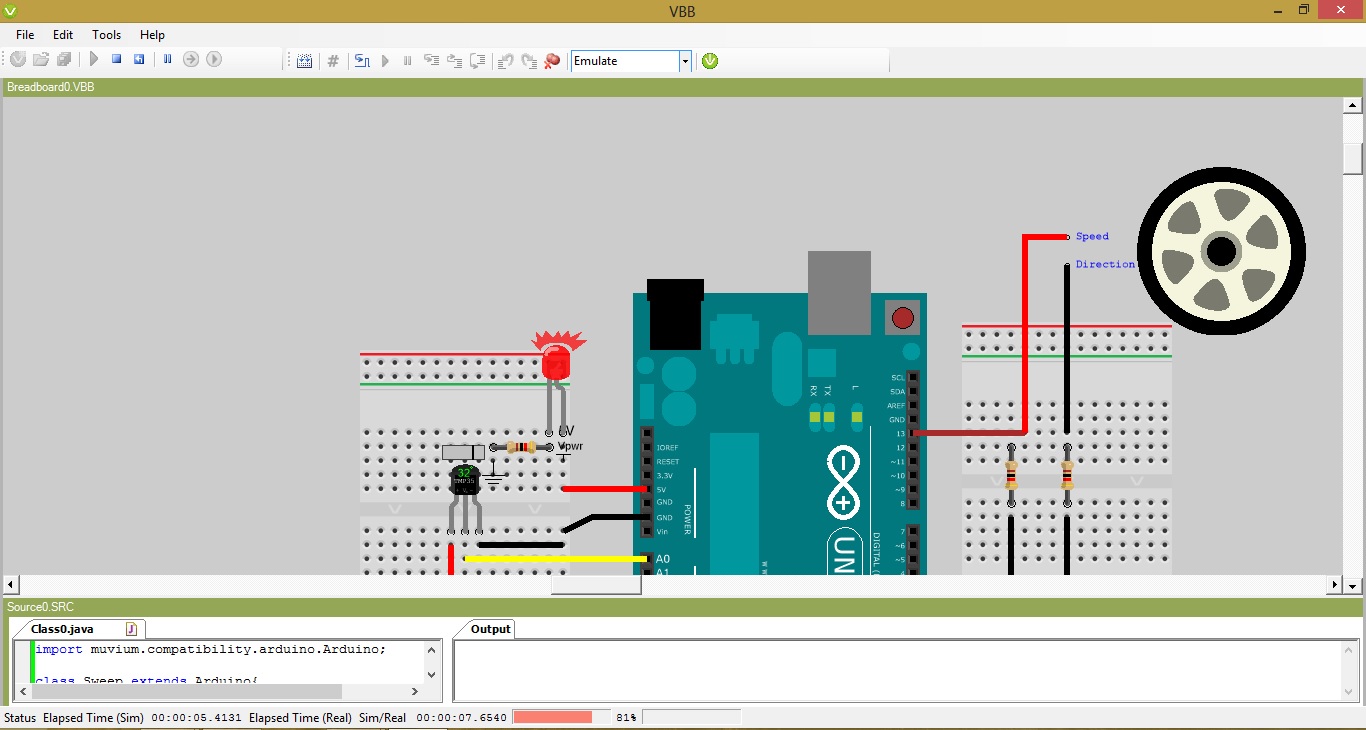 VBB
File Edit Tools Help
Emulate
Breadboard0.VBB
Speed
Direction
V
Vpwr
32°
TMP35
RX
TX
L
SCL
SDA
AREF
GND
13
12
~11
~10
~9
8
7
~6
~5
4
IOREF
RESET
3.3V
5V
GND
GND
Vin
A0
A1
POWER
UN
DIGITAL (
Source0.SRC
Class0.java
J
Output
import muvium.compatibility.arduino.Arduino;
class Sweep extends Arduino{
Status Elapsed Time (Sim) 00:00:05.4131 Elapsed Time (Real) Sim/Real 00:00:07.6540 81%